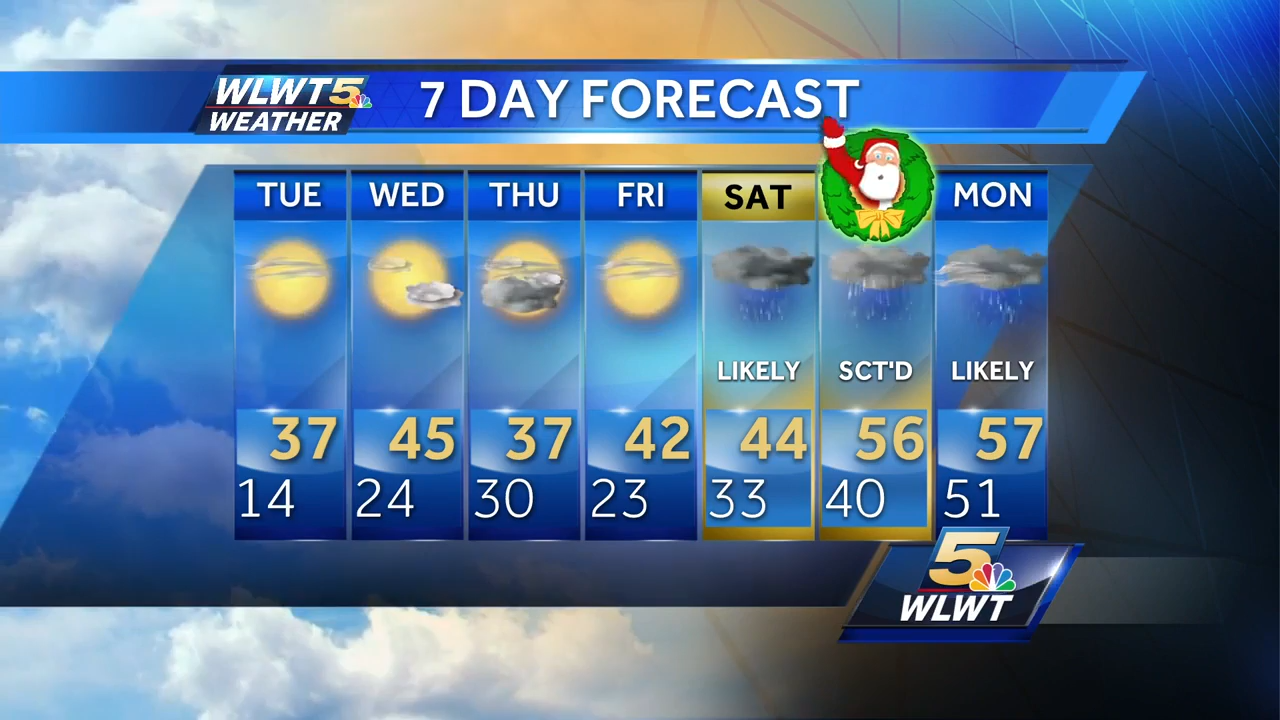 WLWT5
WEATHER
7 DAY FORECAST
TUE WED THU FRI SAT MON
LIKELY SCT'D LIKELY
37 45 37 42 44 56 57
14 24 30 23 33 40 51
5
WLWT